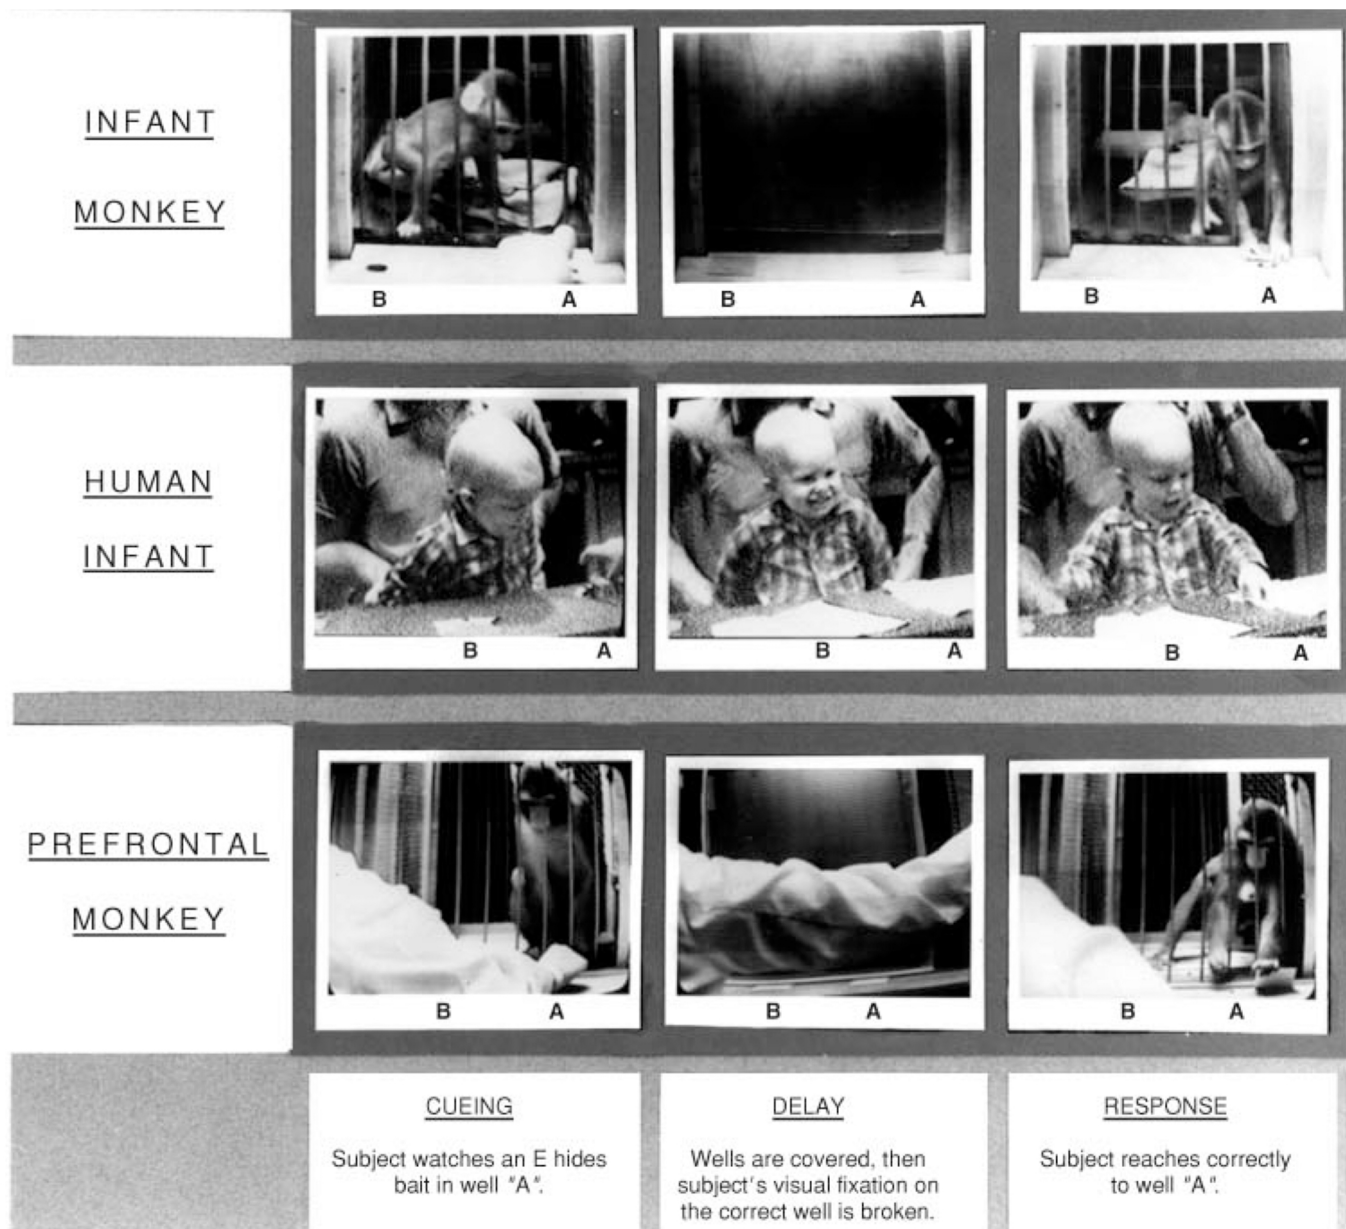 INFANT
MONKEY
B A
B A
B A
HUMAN
INFANT
B A
B A
B A
PREFRONTAL
MONKEY
B A
B A
B A
CUEING
Subject watches an E hides
bait in well "A".
DELAY
Wells are covered, then
subject's visual fixation on
the correct well is broken.
RESPONSE
Subject reaches correctly
to well "A".